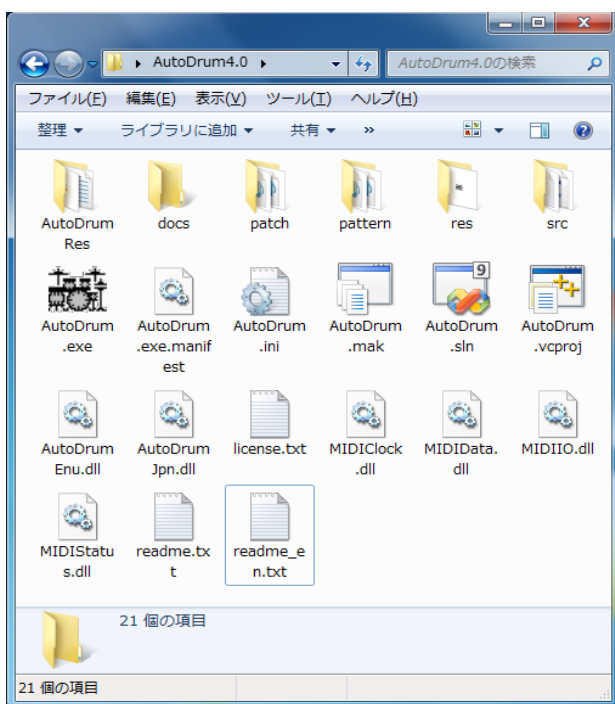 AutoDrum4.0
AutoDrum4.0の検索
ファイル(F) 編集(E) 表示(V) ツール(T) ヘルプ(H)
整理 ライブラリに追加 共有 »
AutoDrum
Res
docs
patch
pattern
res
src
AutoDrum
.exe
AutoDrum
.exe.manif
est
AutoDrum
.ini
AutoDrum
.mak
9
AutoDrum
.sln
AutoDrum
.vcproj
AutoDrum
Enu.dll
AutoDrum
Jpn.dll
license.txt
MIDIClock
.dll
MIDIData.
dll
MIDIIO.dll
MIDIStatu
s.dll
readme.tx
t
readme_e
n.txt
21 個の項目
21 個の項目